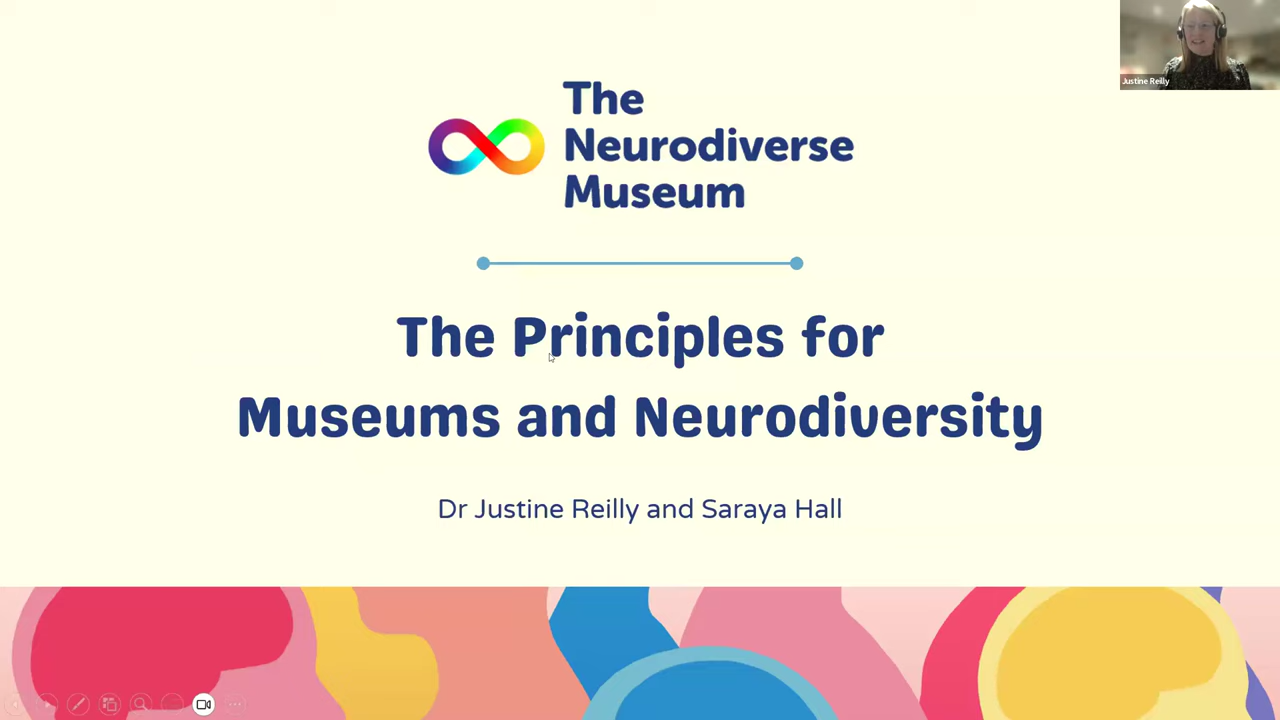 Justine Reilly
The
Neurodiverse
Museum
The Principles for
Museums and Neurodiversity
Dr Justine Reilly and Saraya Hall